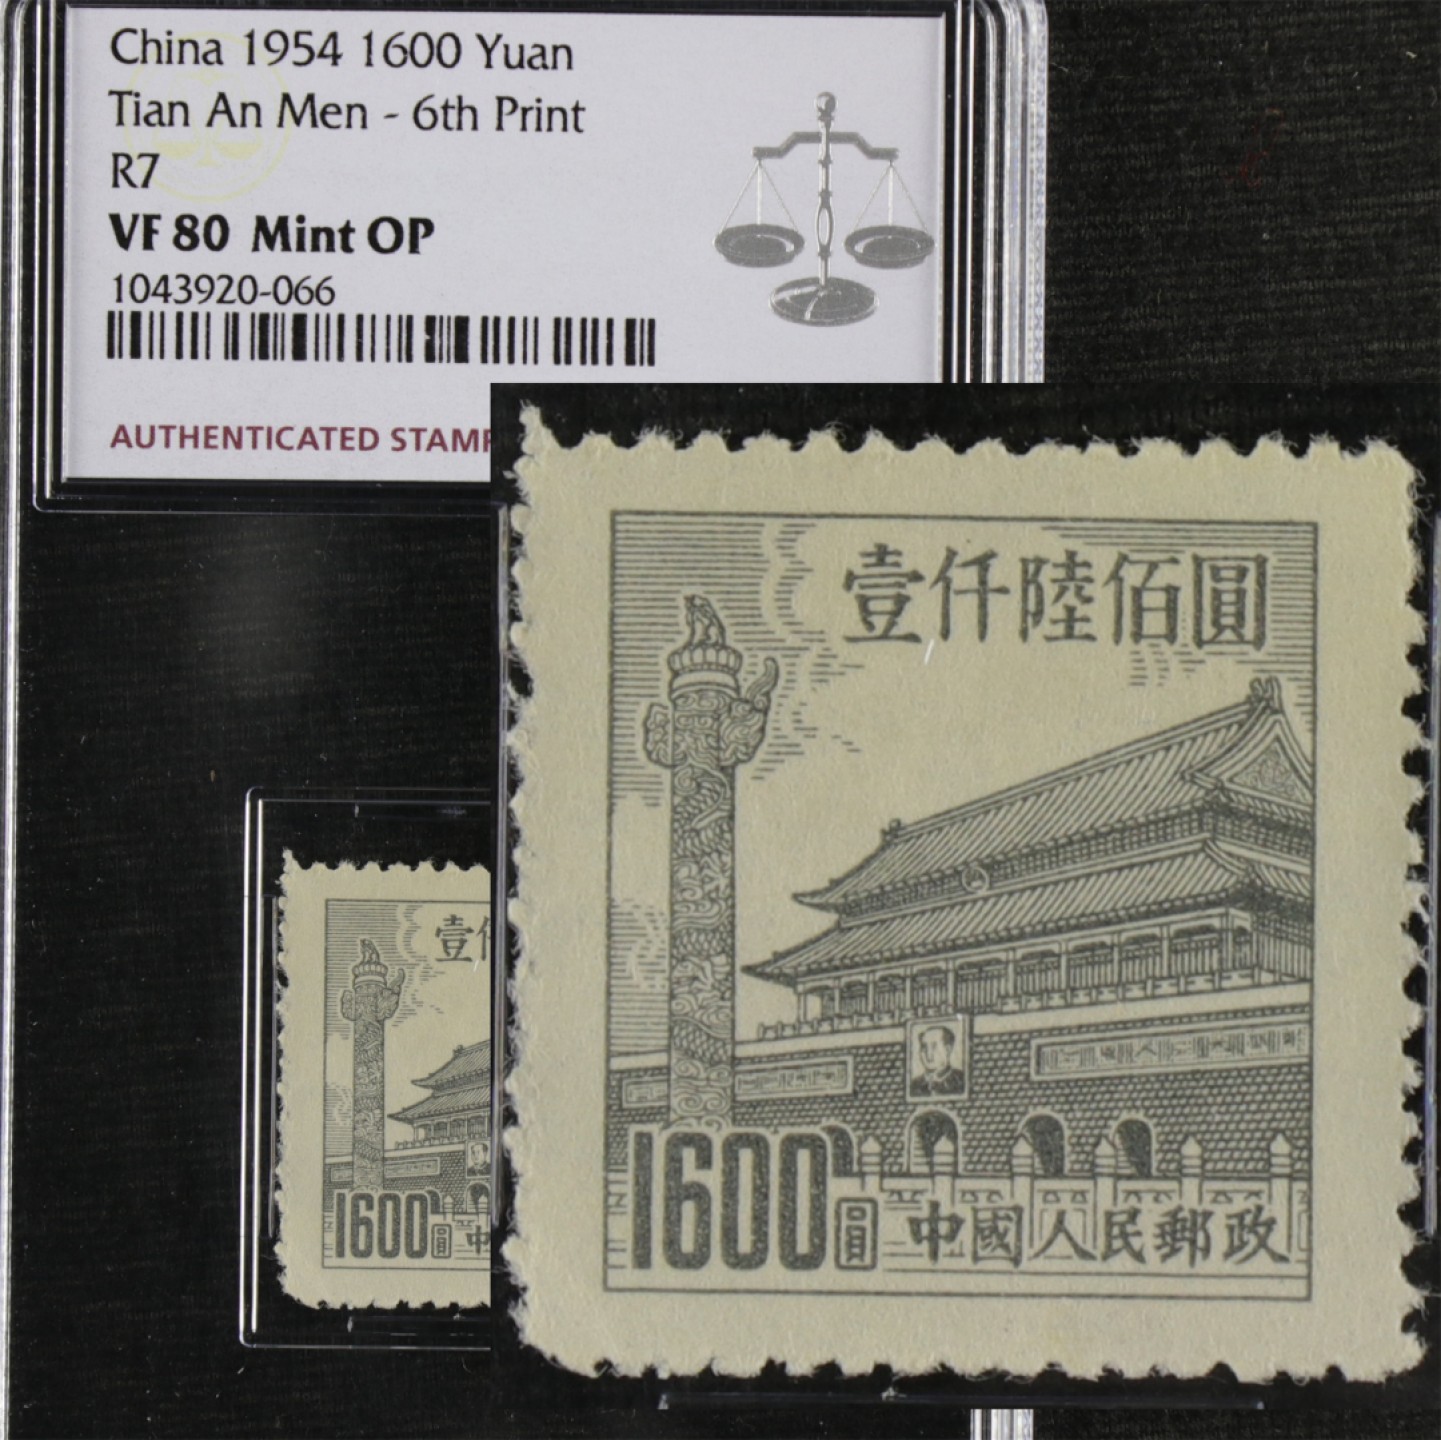 China 1954 1600 Yuan
Tian An Men - 6th Print
R7
VF 80 Mint OP
1043920-066
AUTHENTICATED STAMP
壹仟陸佰圓
1600圓 中國人民郵政
壹
1600圓 中